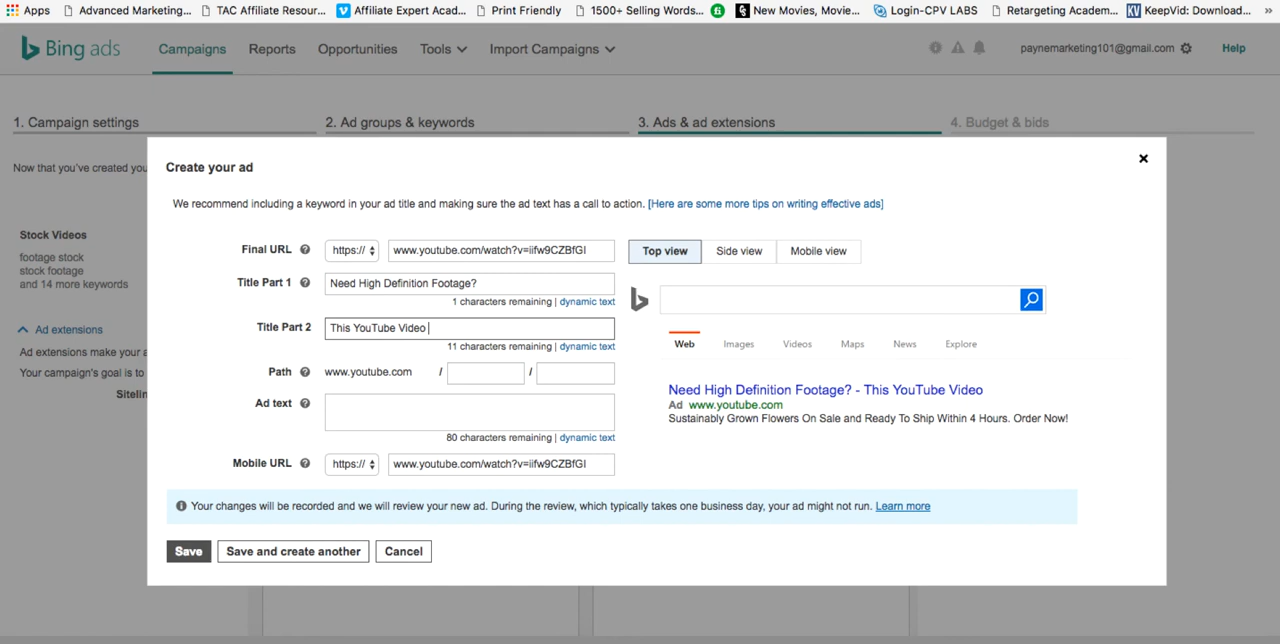 Apps Advanced Marketing... TAC Affiliate Resour... Affiliate Expert Acad... Print Friendly 1500+ Selling Words... fi New Movies, Movie... Login-CPV LABS Retargeting Academ... KV KeepVid: Download... »
Bing ads Campaigns Reports Opportunities Tools Import Campaigns paynemarketing101@gmail.com Help
1. Campaign settings 2. Ad groups & keywords 3. Ads & ad extensions 4. Budget & bids
Now that you've created you
Create your ad
We recommend including a keyword in your ad title and making sure the ad text has a call to action. [Here are some more tips on writing effective ads]
Stock Videos
footage stock
stock footage
and 14 more keywords
Ad extensions
Ad extensions make your a
Your campaign's goal is to
Sitelin
Final URL https:// www.youtube.com/watch?v=iifw9CZBfGI
Title Part 1 Need High Definition Footage?
1 characters remaining | dynamic text
Title Part 2 This YouTube Video
11 characters remaining | dynamic text
Path www.youtube.com / /
Ad text
80 characters remaining | dynamic text
Mobile URL https:// www.youtube.com/watch?v=iifw9CZBfGI
Top view Side view Mobile view
Web Images Videos Maps News Explore
Need High Definition Footage? - This YouTube Video
Ad www.youtube.com
Sustainably Grown Flowers On Sale and Ready To Ship Within 4 Hours. Order Now!
Your changes will be recorded and we will review your new ad. During the review, which typically takes one business day, your ad might not run. Learn more
Save Save and create another Cancel